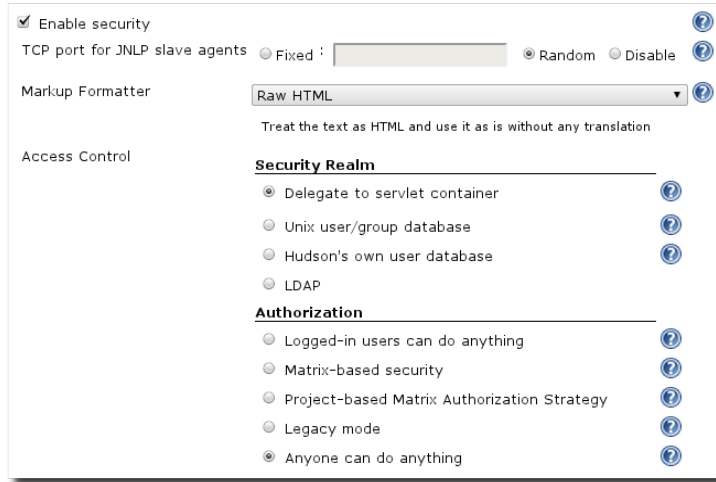 Enable security
TCP port for JNLP slave agents Fixed : Random Disable
Markup Formatter Raw HTML
Treat the text as HTML and use it as is without any translation
Access Control
Security Realm
Delegate to servlet container
Unix user/group database
Hudson's own user database
LDAP
Authorization
Logged-in users can do anything
Matrix-based security
Project-based Matrix Authorization Strategy
Legacy mode
Anyone can do anything